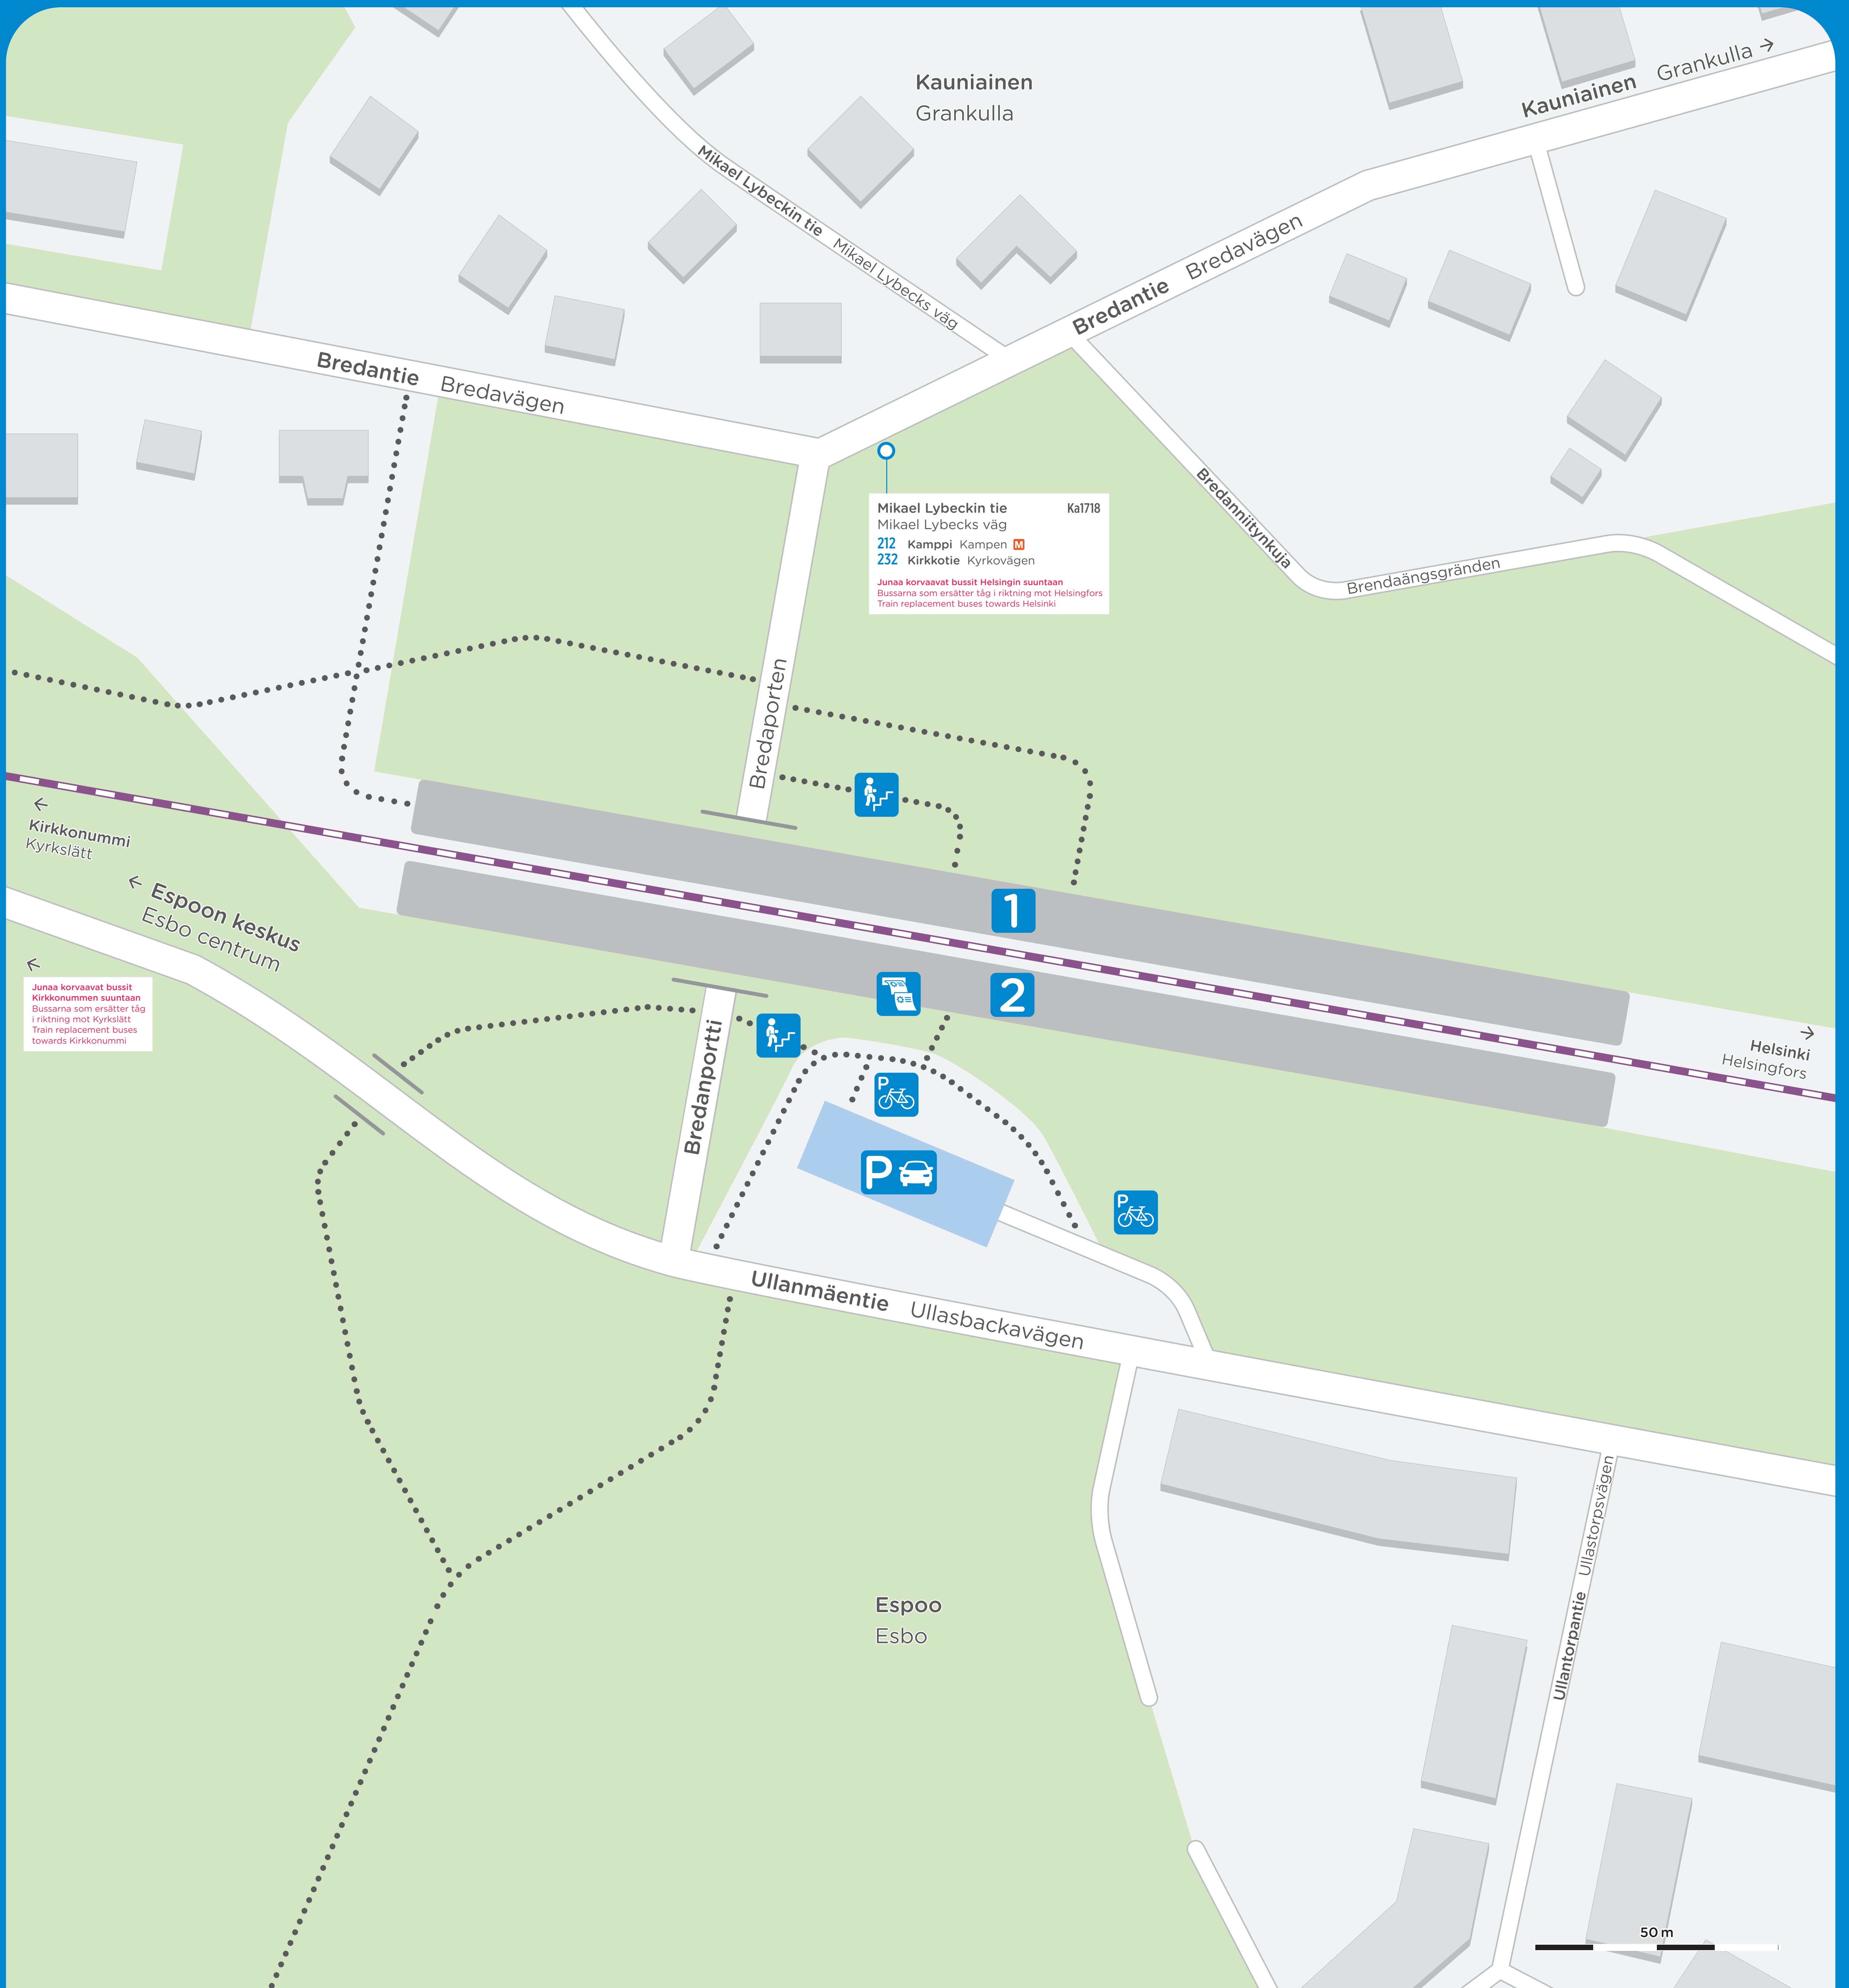 Kauniainen
Grankulla
Kauniainen Grankulla →
Mikael Lybeckin tie Mikael Lybecks väg
Bredantie Bredavägen
Bredantie Bredavägen
Mikael Lybeckin tie Ka1718
Mikael Lybecks väg
212 Kamppi Kampen M
232 Kirkkotie Kyrkovägen
Junaa korvaavat bussit Helsingin suuntaan
Bussarna som ersätter tåg i riktning mot Helsingfors
Train replacement buses towards Helsinki
Bredanniitynkuja
Brendaängsgränden
Bredaporten
←
Kirkkonummi
Kyrkslätt
← Espoon keskus
Esbo centrum
←
Junaa korvaavat bussit
Kirkkonummen suuntaan
Bussarna som ersätter tåg
i riktning mot Kyrkslätt
Train replacement buses
towards Kirkkonummi
1
2
→
Helsinki
Helsingfors
Bredanportti
P
P
P
Ullanmäentie Ullasbackavägen
Ullantorpantie Ullastorpsvägen
Espoo
Esbo
50 m